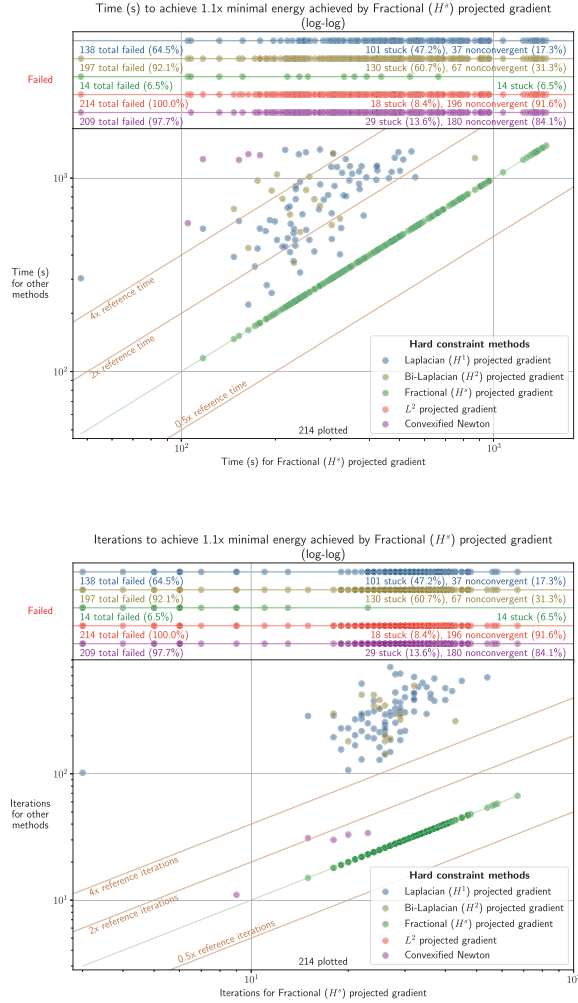 Time (s) to achieve 1.1x minimal energy achieved by Fractional (H^s) projected gradient
(log-log)
Failed
138 total failed (64.5%) 101 stuck (47.2%), 37 nonconvergent (17.3%)
197 total failed (92.1%) 130 stuck (60.7%), 67 nonconvergent (31.3%)
14 total failed (6.5%) 14 stuck (6.5%)
214 total failed (100.0%) 18 stuck (8.4%), 196 nonconvergent (91.6%)
209 total failed (97.7%) 29 stuck (13.6%), 180 nonconvergent (84.1%)
10^3
Time (s)
for other
methods
4x reference time
2x reference time
0.5x reference time
10^2
Hard constraint methods
Laplacian (H^1) projected gradient
Bi-Laplacian (H^2) projected gradient
Fractional (H^s) projected gradient
L^2 projected gradient
Convexified Newton
214 plotted
10^2 10^3
Time (s) for Fractional (H^s) projected gradient
Iterations to achieve 1.1x minimal energy achieved by Fractional (H^s) projected gradient
(log-log)
Failed
138 total failed (64.5%) 101 stuck (47.2%), 37 nonconvergent (17.3%)
197 total failed (92.1%) 130 stuck (60.7%), 67 nonconvergent (31.3%)
14 total failed (6.5%) 14 stuck (6.5%)
214 total failed (100.0%) 18 stuck (8.4%), 196 nonconvergent (91.6%)
209 total failed (97.7%) 29 stuck (13.6%), 180 nonconvergent (84.1%)
10^2
Iterations
for other
methods
4x reference iterations
2x reference iterations
0.5x reference iterations
10^1
Hard constraint methods
Laplacian (H^1) projected gradient
Bi-Laplacian (H^2) projected gradient
Fractional (H^s) projected gradient
L^2 projected gradient
Convexified Newton
214 plotted
10^1
Iterations for Fractional (H^s) projected gradient